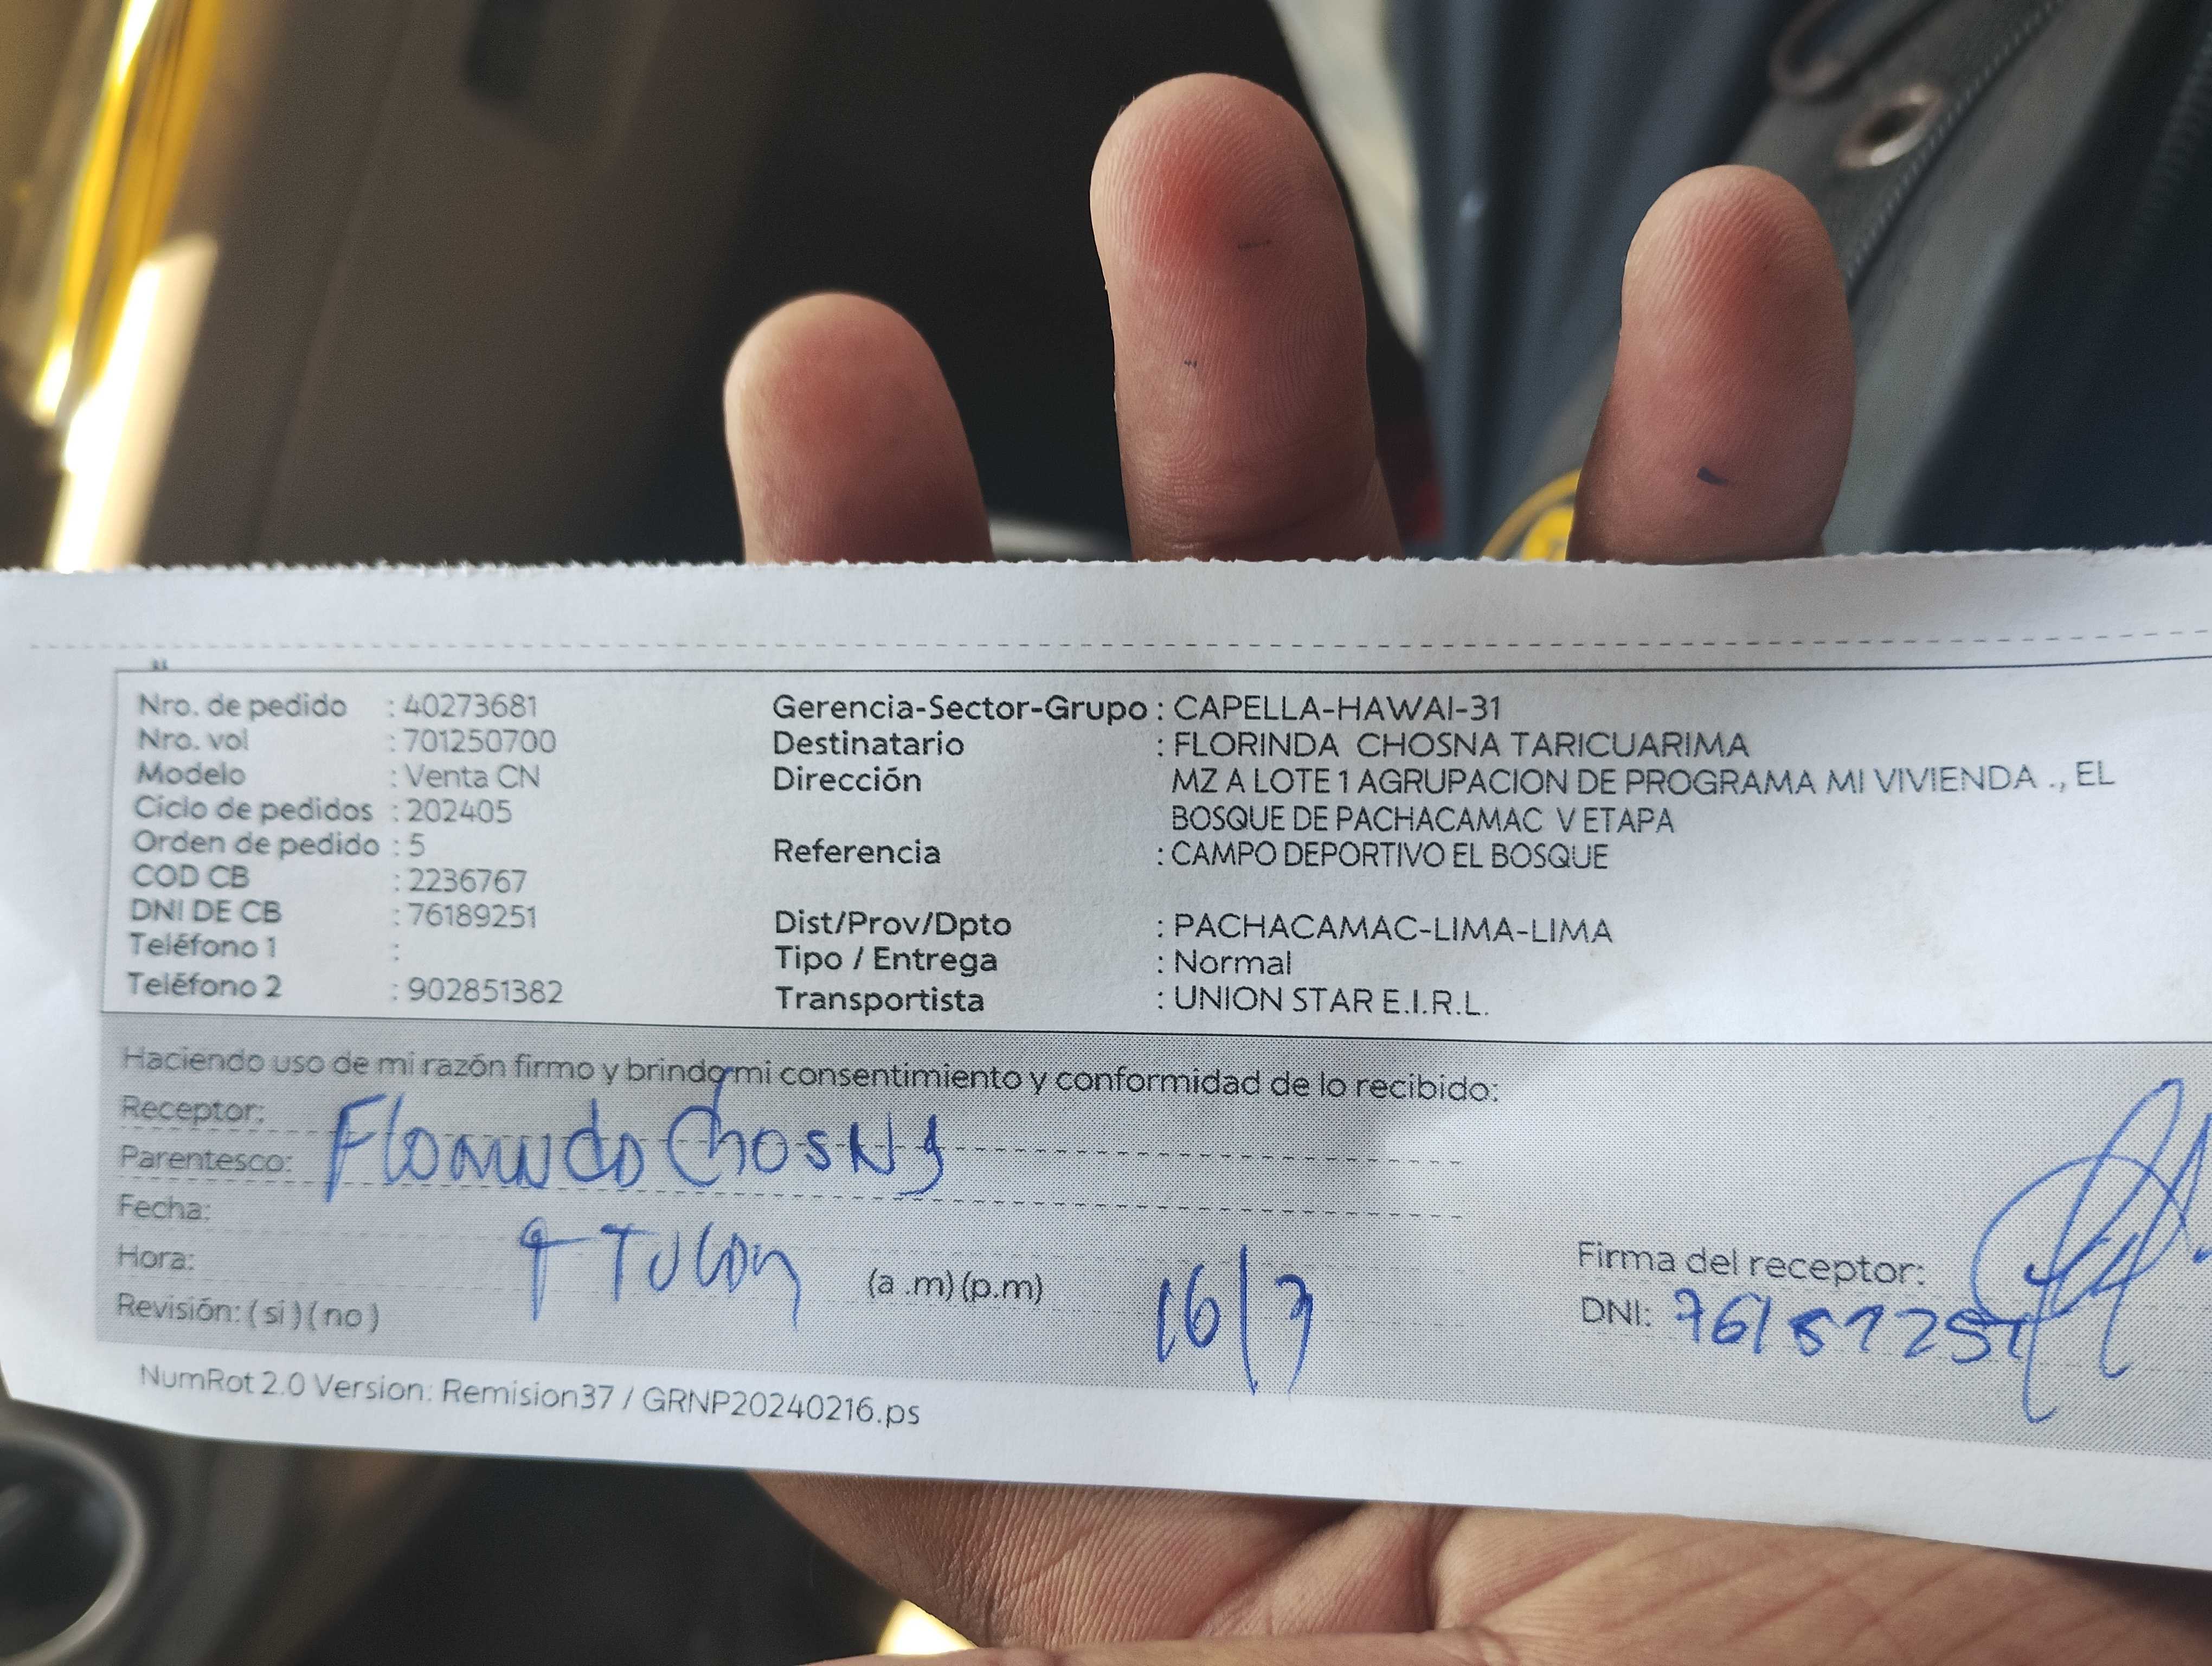 Nro. de pedido : 40273681
Nro. vol : 701250700
Modelo : Venta CN
Ciclo de pedidos : 202405
Orden de pedido : 5
COD CB : 2236767
DNI DE CB : 76189251
Teléfono 1 :
Teléfono 2 : 902851382
Gerencia-Sector-Grupo : CAPELLA-HAWAI-31
Destinatario : FLORINDA CHOSNA TARICUARIMA
Dirección MZ A LOTE 1 AGRUPACION DE PROGRAMA MI VIVIENDA ., EL
BOSQUE DE PACHACAMAC V ETAPA
Referencia : CAMPO DEPORTIVO EL BOSQUE
Dist/Prov/Dpto : PACHACAMAC-LIMA-LIMA
Tipo / Entrega : Normal
Transportista : UNION STAR E.I.R.L.
Haciendo uso de mi razón firmo y brindo mi consentimiento y conformidad de lo recibido:
Receptor:
Parentesco: Chosna
Fecha:
Hora: (a .m) (p.m) 16/3
Revisión: ( si ) ( no )
Firma del receptor:
DNI: 76189251
NumRot 2.0 Version: Remision37 / GRNP20240216.ps